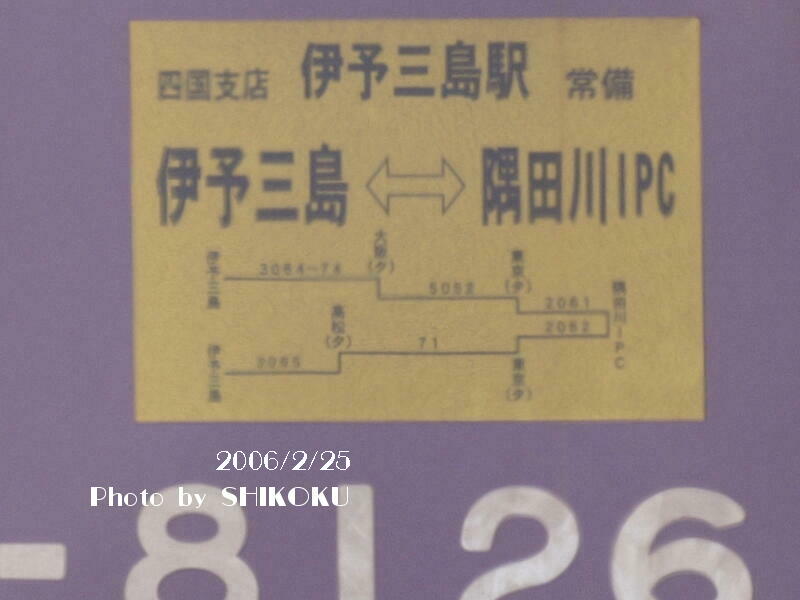 四国支店 伊予三島駅 常備
伊予三島 ⇔ 隅田川IPC
大阪(タ)
東京(タ)
伊予三島 3064~74 5052 2061
隅田川IPC
高松(タ)
2062
伊予三島 71
東京(タ)
2006/2/25
Photo by SHIKOKU
-8126